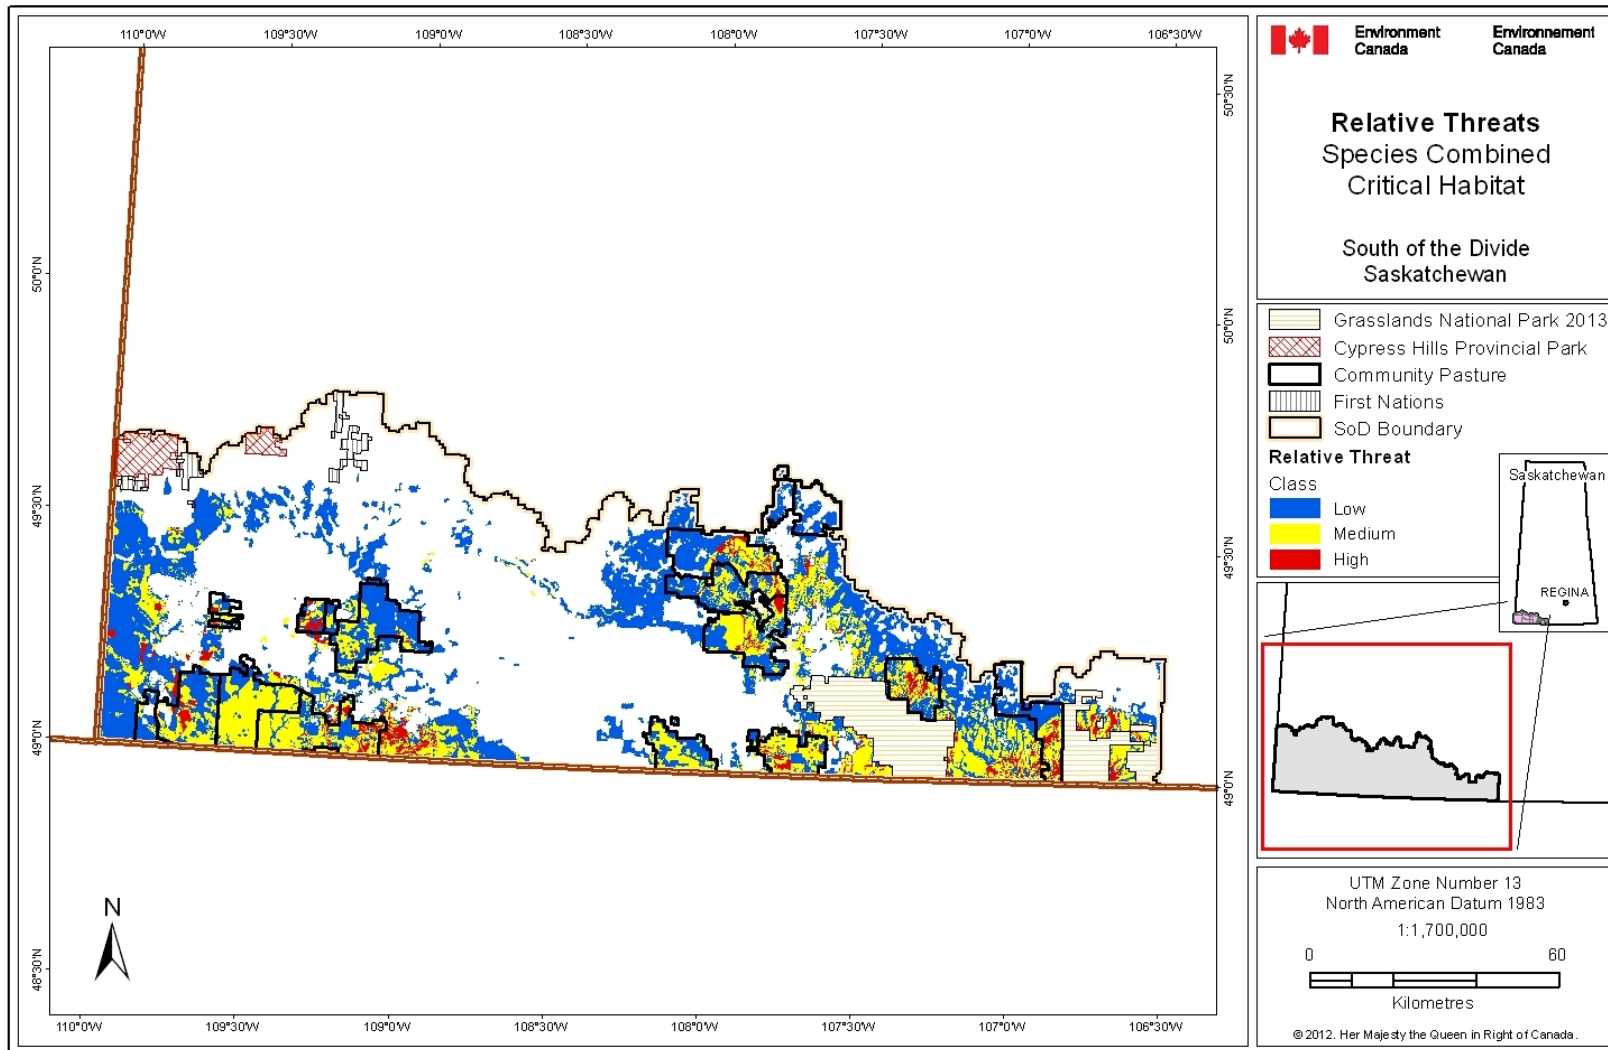 110°0'W 109°30'W 109°0'W 108°30'W 108°0'W 107°30'W 107°0'W 106°30'W
50°0'N
49°30'N
49°0'N
48°30'N
50°30'N
50°0'N
49°30'N
49°0'N
N
110°0'W 109°30'W 109°0'W 108°30'W 108°0'W 107°30'W 107°0'W 106°30'W
Environment Environnement
Canada Canada
Relative Threats
Species Combined
Critical Habitat
South of the Divide
Saskatchewan
Grasslands National Park 2013
Cypress Hills Provincial Park
Community Pasture
First Nations
SoD Boundary
Relative Threat
Class
Low
Medium
High
Saskatchewan
REGINA
UTM Zone Number 13
North American Datum 1983
1:1,700,000
0 60
Kilometres
© 2012. Her Majesty the Queen in Right of Canada.